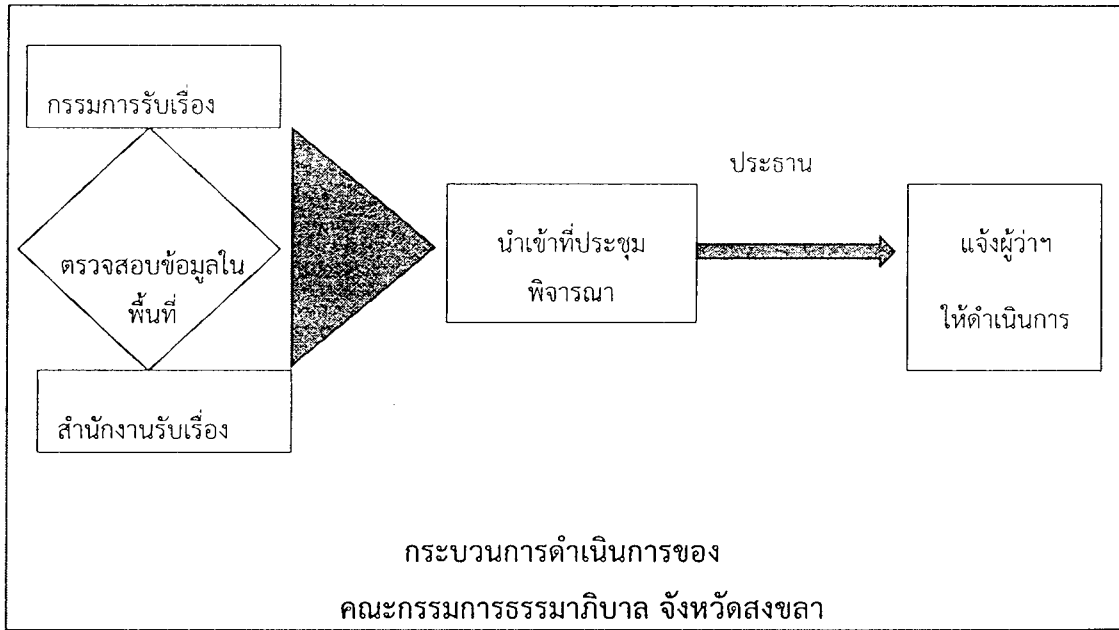 กรรมการรับเรื่อง
ตรวจสอบข้อมูลใน
พื้นที่
สำนักงานรับเรื่อง
นำเข้าที่ประชุม
พิจารณา
ประธาน
แจ้งผู้ว่าฯ
ให้ดำเนินการ
กระบวนการดำเนินการของ
คณะกรรมการธรรมาภิบาล จังหวัดสงขลา